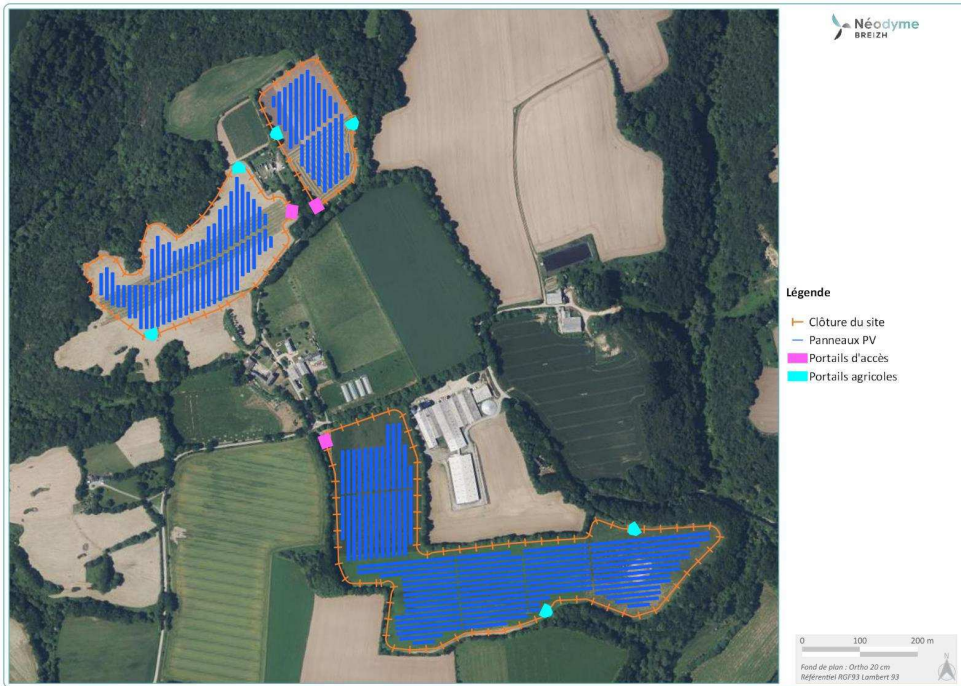 Néodyme
BREIZH
Légende
Clôture du site
Panneaux PV
Portails d'accès
Portails agricoles
0 100 200 m
Fond de plan : Ortho 20 cm
Référentiel RGF93 Lambert 93
N